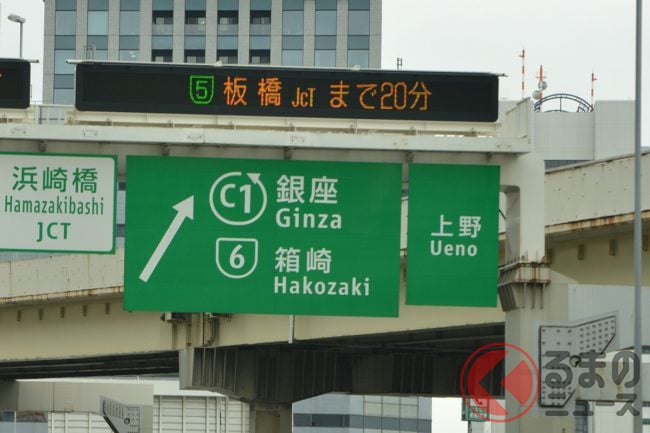 5 板橋 JCT まで20分
浜崎橋
Hamazakibashi
JCT
C1 銀座
Ginza
6 箱崎
Hakozaki
上野
Ueno
くるまの
ニュース